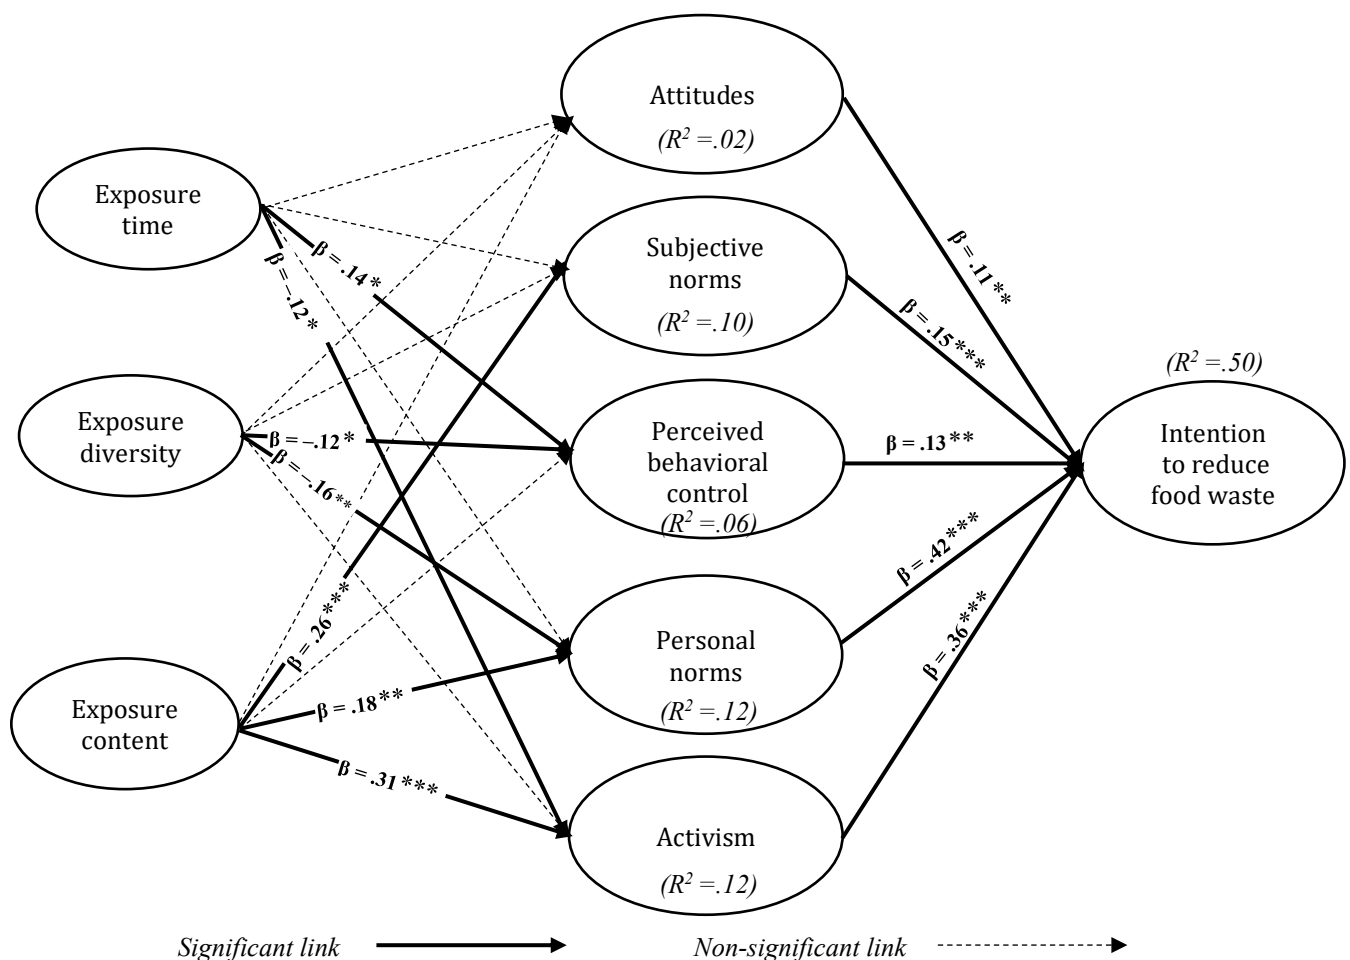 Attitudes
(R² =.02)
Exposure
time
Subjective
norms
(R² =.10)
β = .14*
β = –.12*
β = .11**
β = .15***
(R² =.50)
Exposure
diversity
β = –.12*
β = –.16**
Perceived
behavioral
control
(R² =.06)
β = .13**
Intention
to reduce
food waste
β = .26***
β = .42***
Exposure
content
β = .18**
Personal
norms
(R² =.12)
β = .36***
β = .31***
Activism
(R² =.12)
Significant link
Non-significant link